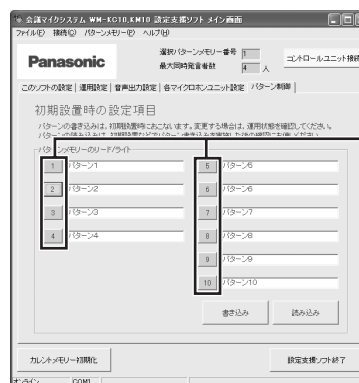 会議マイクシステム WM-KC10,KM10 設定支援ソフト メイン画面
ファイル(F) 接続(C) パターンメモリー(P) ヘルプ(H)
Panasonic
選択パターンメモリー番号 1
最大同時発言者数 4 人
コントロールユニット接続
このソフトの設定 運用設定 音声出力設定 各マイクロホンユニット設定 パターン制御
初期設置時の設定項目
パターンの書き込みは、初期設置時におこないます。変更する場合は、運用状態を確認してください。
パターンメモリーのリード/ライト
1 パターン1
2 パターン2
3 パターン3
4 パターン4
5 パターン5
6 パターン6
7 パターン7
8 パターン8
9 パターン9
10 パターン10
書き込み 読み込み
カレントメモリー初期化 設定支援ソフト終了
オンライン COM1